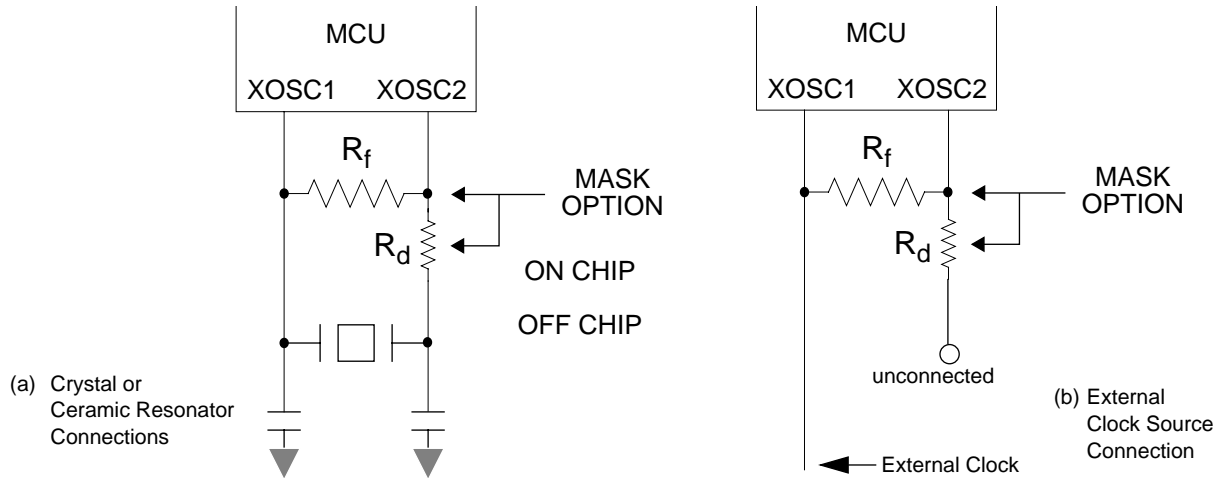 MCU
XOSC1 XOSC2
Rf
MASK
OPTION
Rd
ON CHIP
OFF CHIP
(a) Crystal or
Ceramic Resonator
Connections
MCU
XOSC1 XOSC2
Rf
MASK
OPTION
Rd
unconnected
(b) External
Clock Source
Connection
External Clock